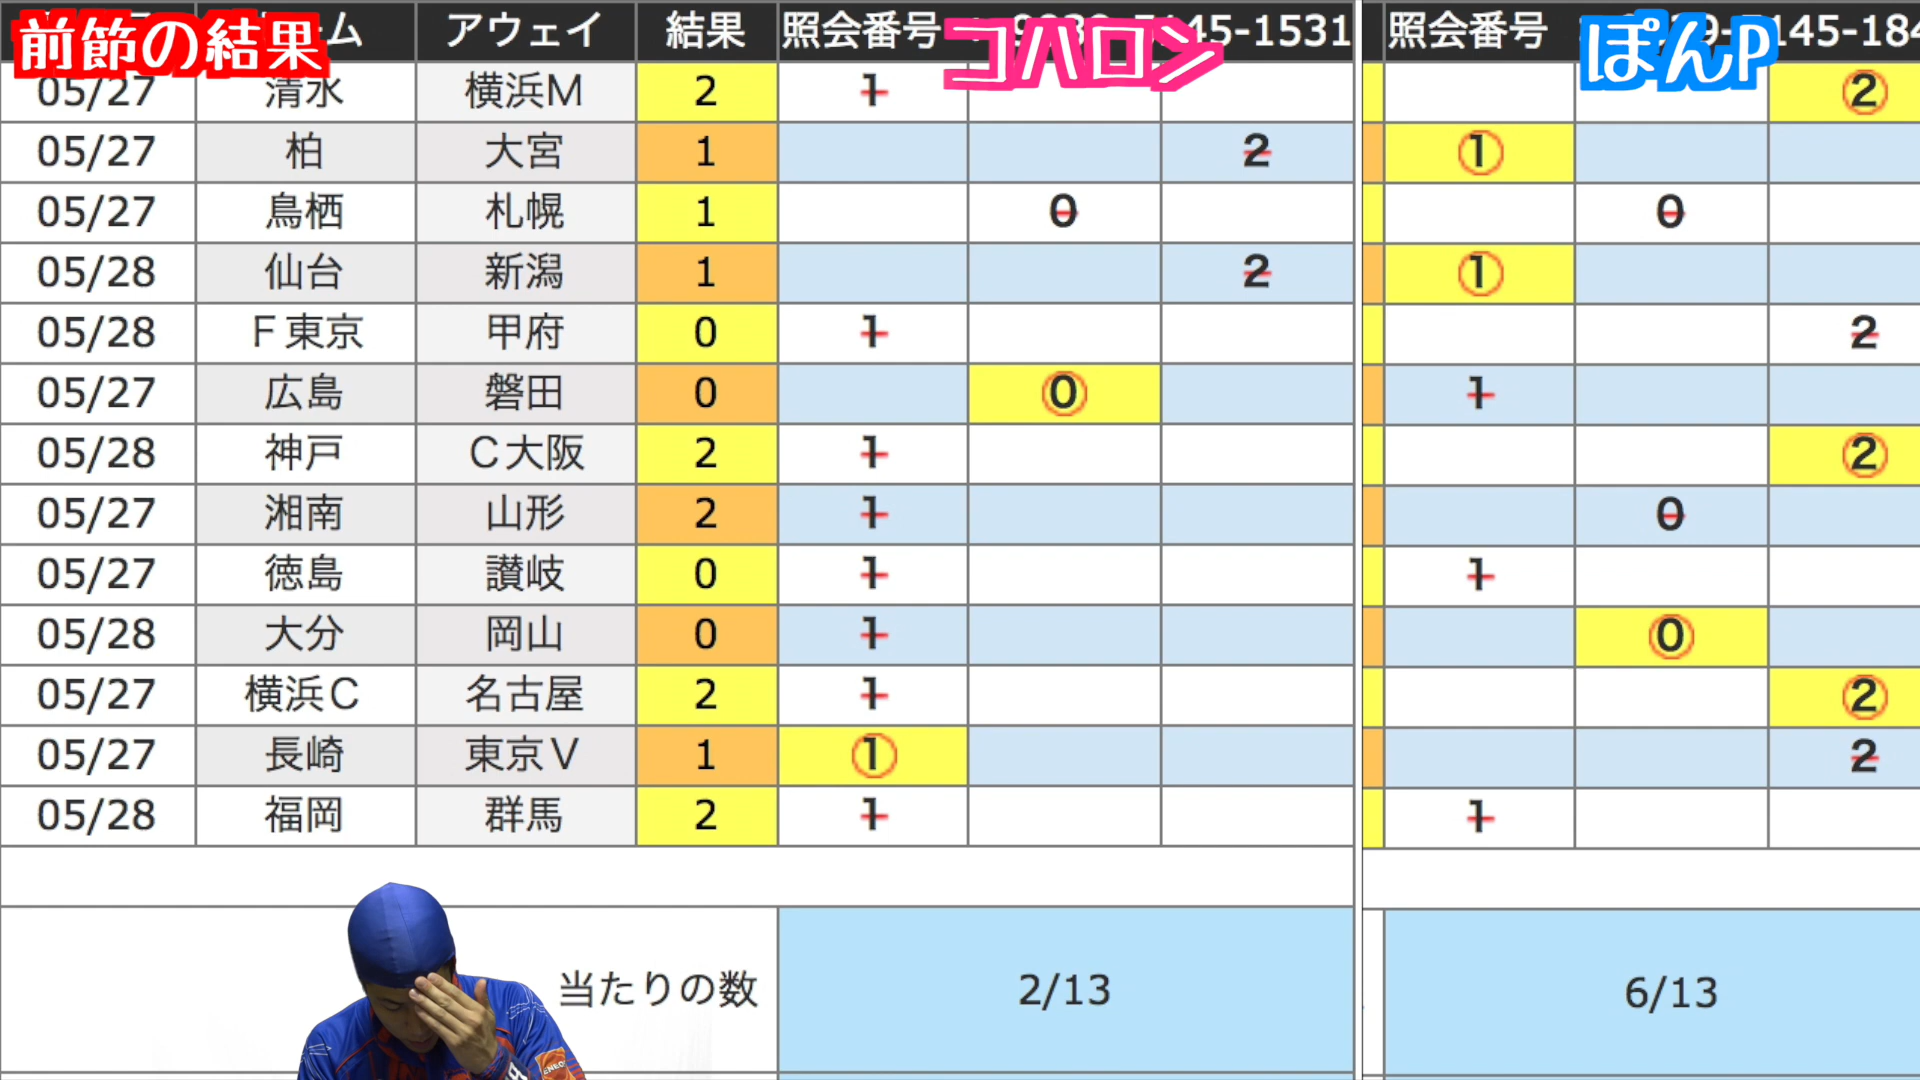 前節の結果 ム アウェイ 結果 照会番号 コハロン 45-1531 照会番号 ぽんP 145-184
05/27 清水 横浜M 2 1 2
05/27 柏 大宮 1 2 1
05/27 鳥栖 札幌 1 0 0
05/28 仙台 新潟 1 2 1
05/28 F東京 甲府 0 1 2
05/27 広島 磐田 0 0 1
05/28 神戸 C大阪 2 1 2
05/27 湘南 山形 2 1 0
05/27 徳島 讃岐 0 1 1
05/28 大分 岡山 0 1 0
05/27 横浜C 名古屋 2 1 2
05/27 長崎 東京V 1 1 2
05/28 福岡 群馬 2 1 1
当たりの数 2/13 6/13
ENEOS